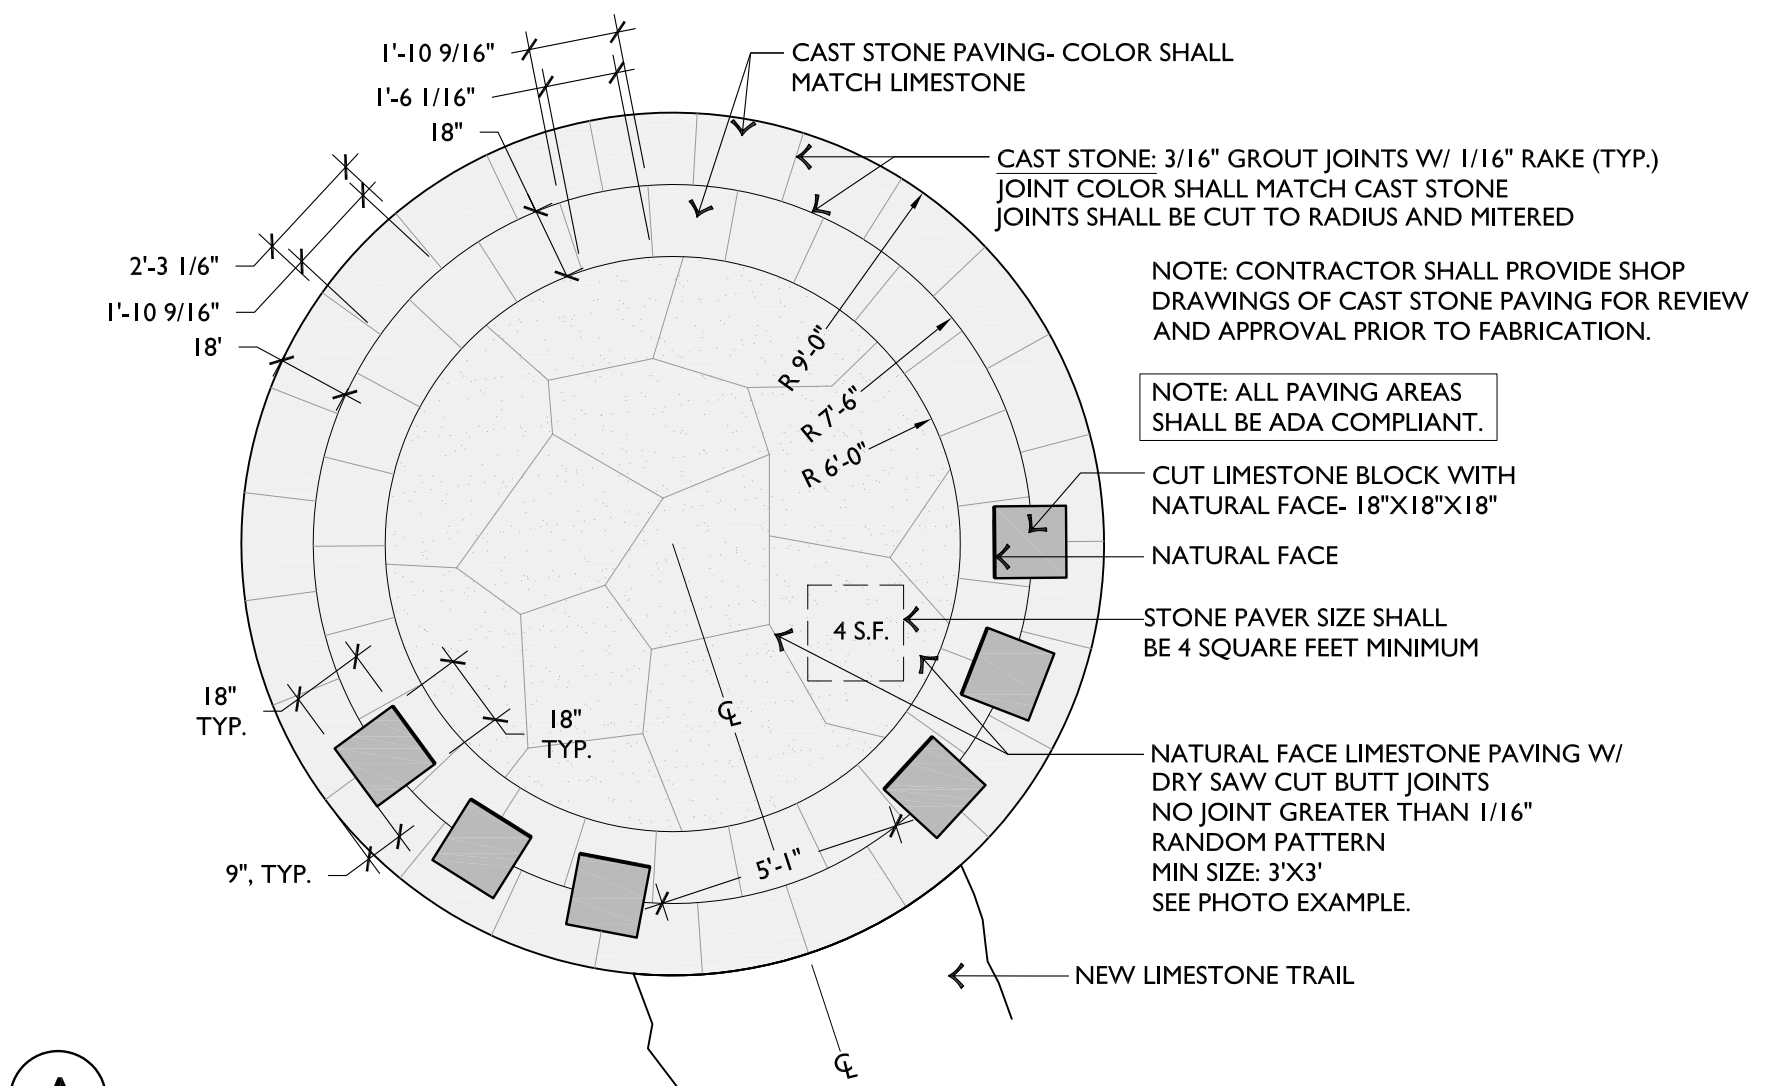 1'-10 9/16"
1'-6 1/16"
18"
2'-3 1/6"
1'-10 9/16"
18'
CAST STONE PAVING- COLOR SHALL
MATCH LIMESTONE
CAST STONE: 3/16" GROUT JOINTS W/ 1/16" RAKE (TYP.)
JOINT COLOR SHALL MATCH CAST STONE
JOINTS SHALL BE CUT TO RADIUS AND MITERED
NOTE: CONTRACTOR SHALL PROVIDE SHOP
DRAWINGS OF CAST STONE PAVING FOR REVIEW
AND APPROVAL PRIOR TO FABRICATION.
NOTE: ALL PAVING AREAS
SHALL BE ADA COMPLIANT.
R 9'-0"
R 7'-6"
R 6'-0"
CUT LIMESTONE BLOCK WITH
NATURAL FACE- 18"X18"X18"
NATURAL FACE
STONE PAVER SIZE SHALL
BE 4 SQUARE FEET MINIMUM
4 S.F.
18"
TYP.
18"
TYP.
℄
NATURAL FACE LIMESTONE PAVING W/
DRY SAW CUT BUTT JOINTS
NO JOINT GREATER THAN 1/16"
RANDOM PATTERN
MIN SIZE: 3'X3'
SEE PHOTO EXAMPLE.
5'-1"
9", TYP.
NEW LIMESTONE TRAIL
℄